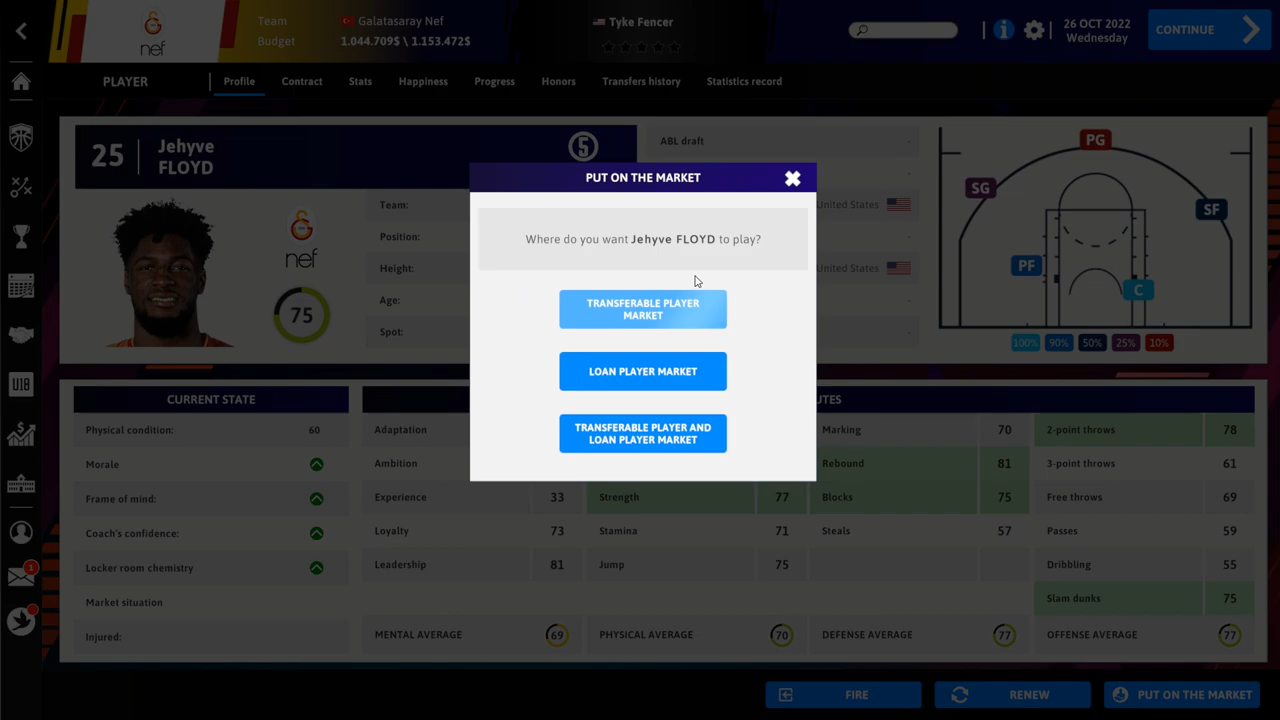 nef
Team
Galatasaray Nef
Budget
1.044.709$ \ 1.153.472$
Tyke Fencer
26 OCT 2022
Wednesday
CONTINUE
PLAYER
Profile
Contract
Stats
Happiness
Progress
Honors
Transfers history
Statistics record
25
Jehyve
FLOYD
5
ABL draft
-
nef
75
Team:
Position:
Height:
Age:
Spot:
United States
-
United States
-
-
PUT ON THE MARKET
Where do you want Jehyve FLOYD to play?
TRANSFERABLE PLAYER
MARKET
LOAN PLAYER MARKET
TRANSFERABLE PLAYER AND
LOAN PLAYER MARKET
PG
SG
SF
PF
C
100%
90%
50%
25%
10%
CURRENT STATE
UTES
Physical condition: 60
Morale
Frame of mind:
Coach's confidence:
Locker room chemistry
Market situation
Injured:
Adaptation
Ambition
Experience 33
Loyalty 73
Leadership 81
MENTAL AVERAGE 69
Strength 77
Stamina 71
Jump 75
PHYSICAL AVERAGE 70
Marking 70
Rebound 81
Blocks 75
Steals 57
DEFENSE AVERAGE 77
2-point throws 78
3-point throws 61
Free throws 69
Passes 59
Dribbling 55
Slam dunks 75
OFFENSE AVERAGE 77
U18
1
FIRE
RENEW
PUT ON THE MARKET